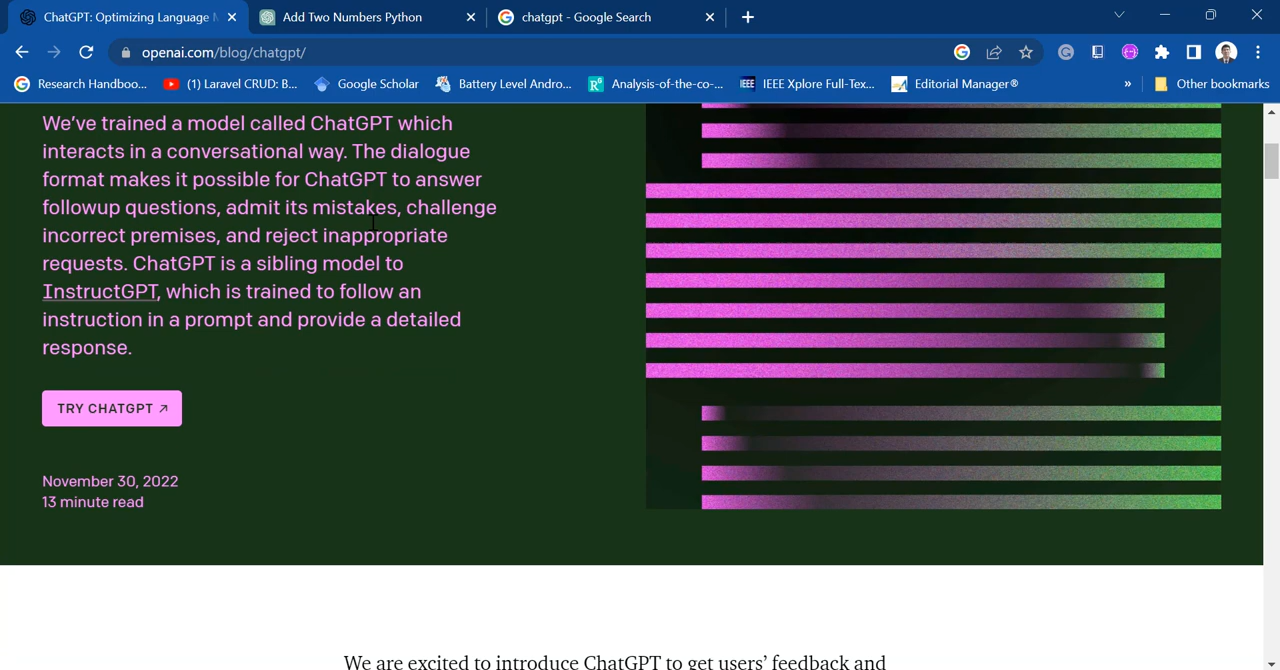 ChatGPT: Optimizing Language
Add Two Numbers Python
chatgpt - Google Search
openai.com/blog/chatgpt/
Research Handboo...
(1) Laravel CRUD: B...
Google Scholar
Battery Level Andro...
Analysis-of-the-co-...
IEEE Xplore Full-Tex...
Editorial Manager®
»
Other bookmarks
We've trained a model called ChatGPT which
interacts in a conversational way. The dialogue
format makes it possible for ChatGPT to answer
followup questions, admit its mistakes, challenge
incorrect premises, and reject inappropriate
requests. ChatGPT is a sibling model to
InstructGPT, which is trained to follow an
instruction in a prompt and provide a detailed
response.
TRY CHATGPT ↗
November 30, 2022
13 minute read
We are excited to introduce ChatGPT to get users' feedback and